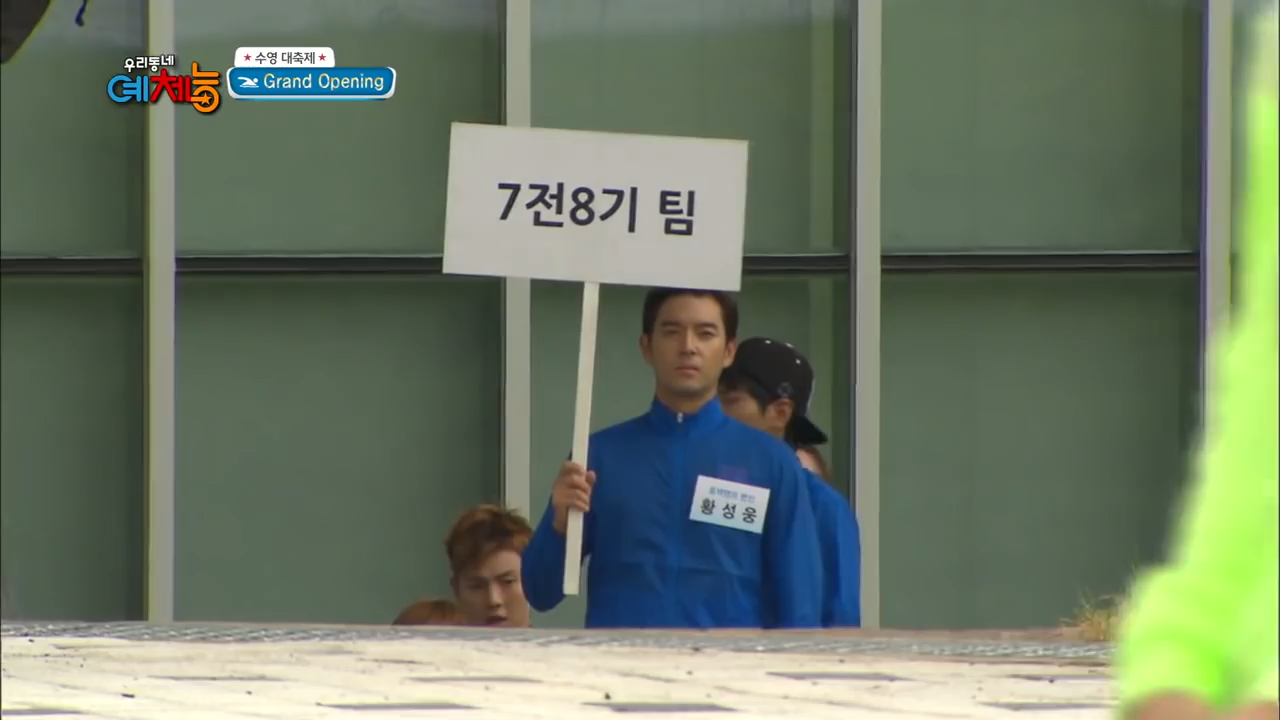 우리동네
예체능
★ 수영 대축제 ★
Grand Opening
7전8기 팀
황성웅